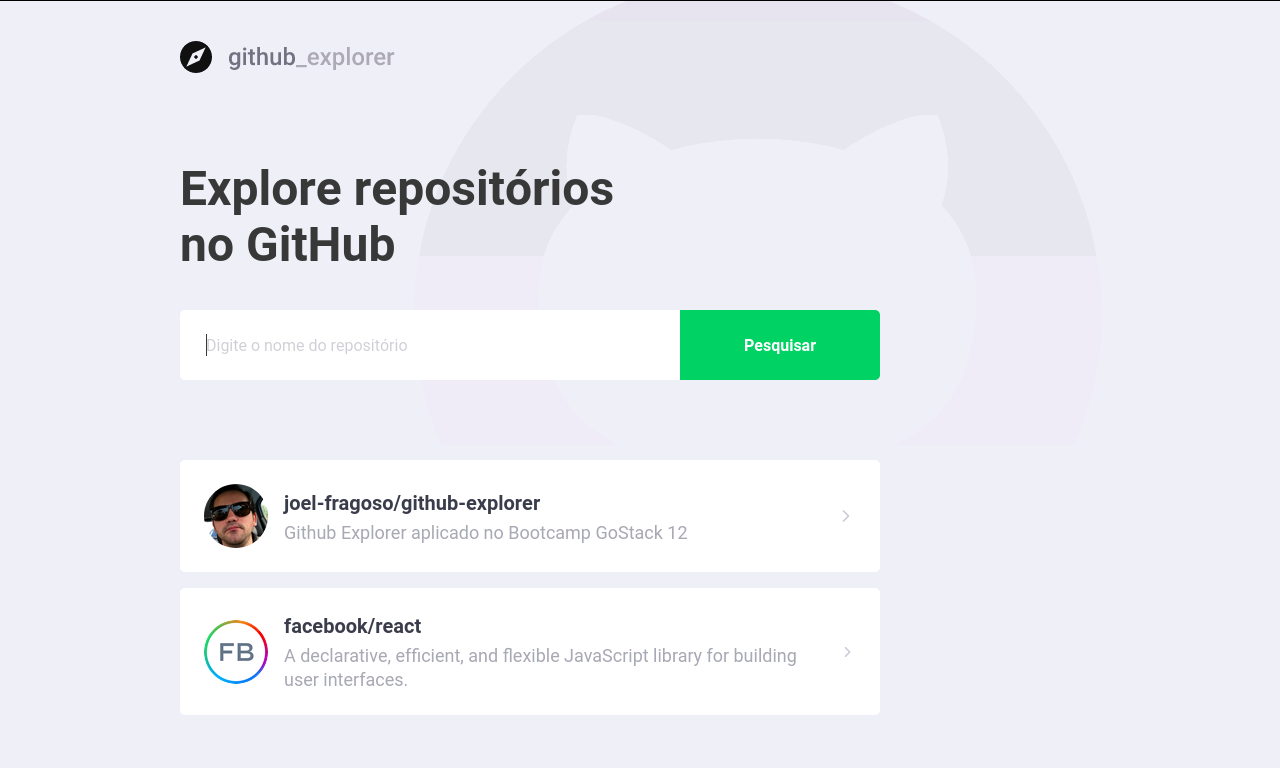 github_explorer
Explore repositórios
no GitHub
Digite o nome do repositório
Pesquisar
joel-fragoso/github-explorer
Github Explorer aplicado no Bootcamp GoStack 12
FB
facebook/react
A declarative, efficient, and flexible JavaScript library for building
user interfaces.